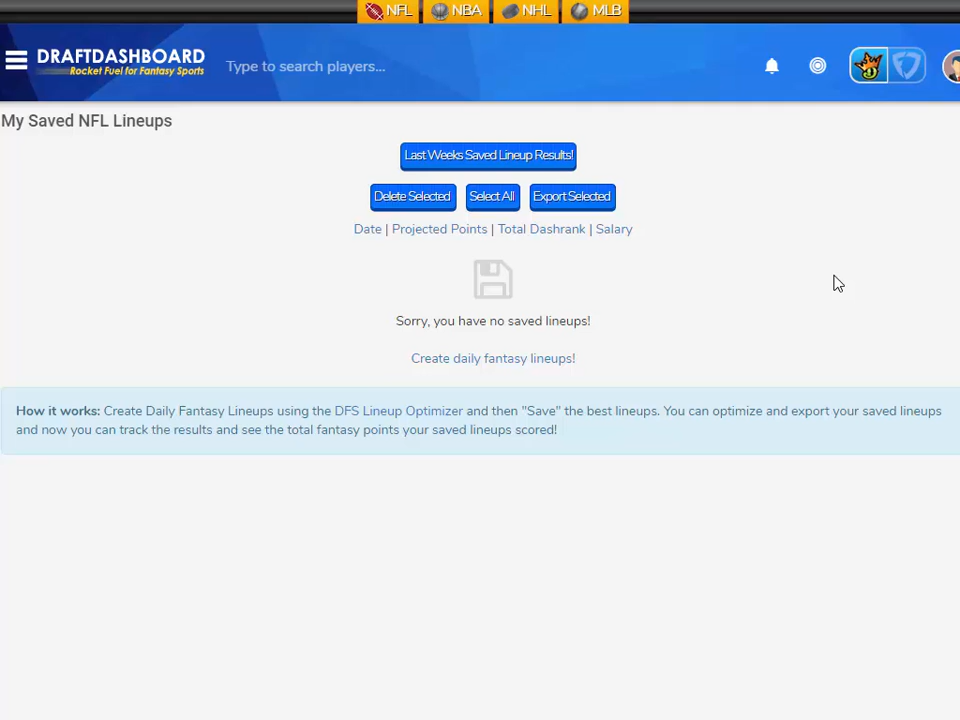 NFL NBA NHL MLB
DRAFTDASHBOARD
Rocket Fuel for Fantasy Sports
Type to search players...
My Saved NFL Lineups
Last Weeks Saved Lineup Results!
Delete Selected Select All Export Selected
Date | Projected Points | Total Dashrank | Salary
Sorry, you have no saved lineups!
Create daily fantasy lineups!
How it works: Create Daily Fantasy Lineups using the DFS Lineup Optimizer and then "Save" the best lineups. You can optimize and export your saved lineups
and now you can track the results and see the total fantasy points your saved lineups scored!